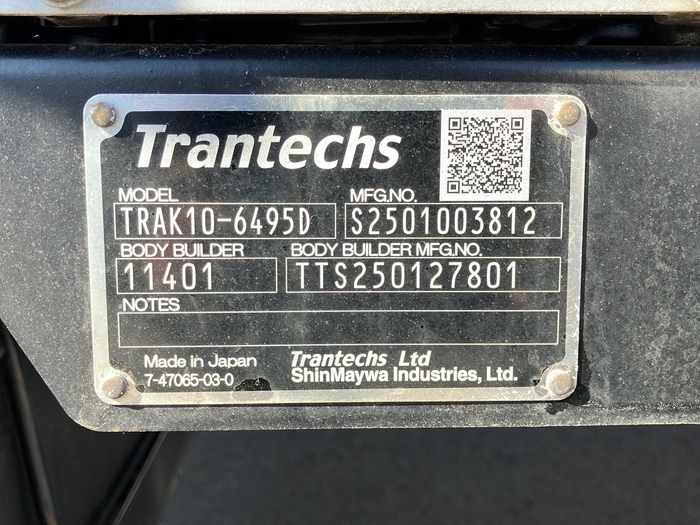 Trantechs
MODEL MFG.NO.
TRAK10-6495D S2501003812
BODY BUILDER BODY BUILDER MFG.NO.
11401 TTS250127801
NOTES
Made in Japan Trantechs Ltd
7-47065-03-0 ShinMaywa Industries, Ltd.